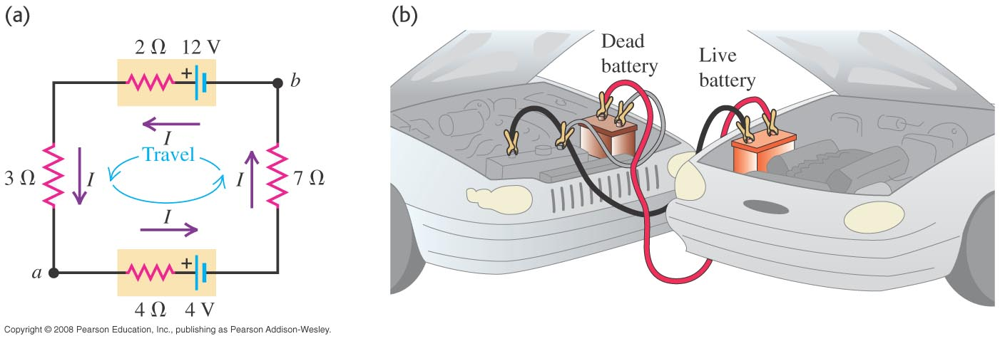 (a)
2 Ω 12 V
+
b
I
Travel
3 Ω
I
I
7 Ω
I
a
+
4 Ω 4 V
Copyright © 2008 Pearson Education, Inc., publishing as Pearson Addison-Wesley.
(b)
Dead
battery
Live
battery